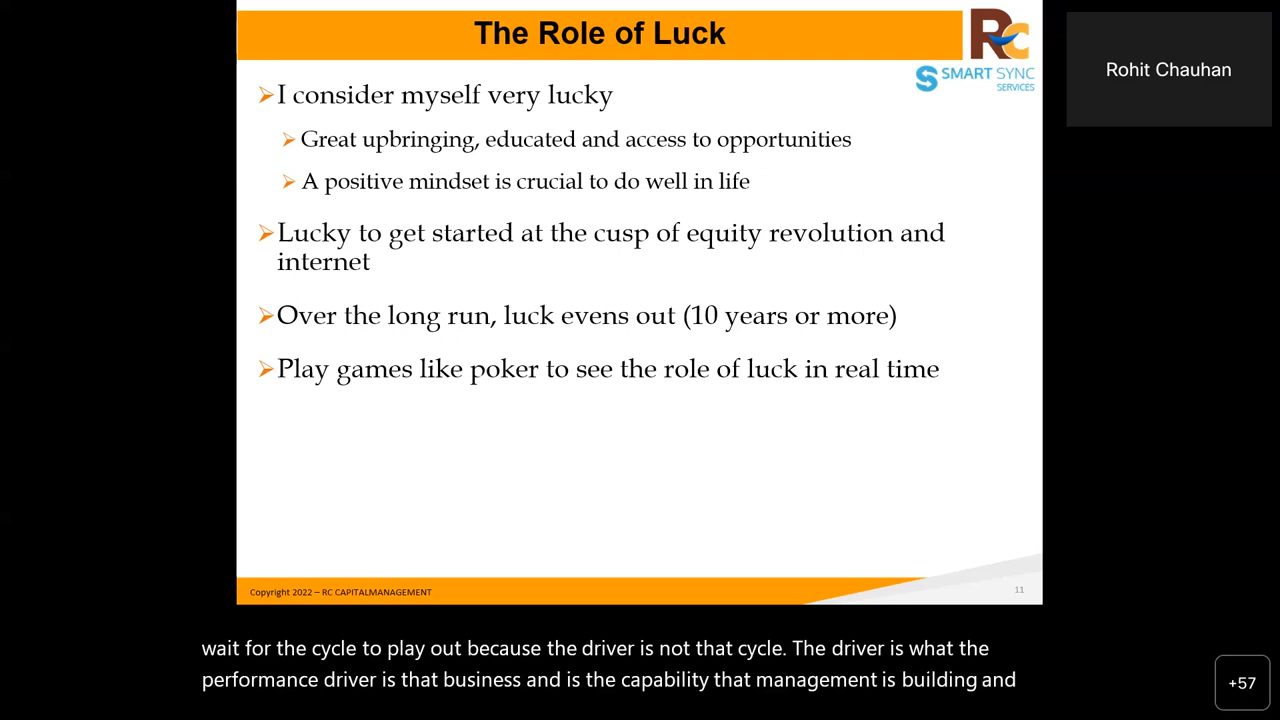 The Role of Luck
Rc
SMART SYNC
SERVICES
Rohit Chauhan
I consider myself very lucky
Great upbringing, educated and access to opportunities
A positive mindset is crucial to do well in life
Lucky to get started at the cusp of equity revolution and
internet
Over the long run, luck evens out (10 years or more)
Play games like poker to see the role of luck in real time
Copyright 2022 – RC CAPITALMANAGEMENT
11
wait for the cycle to play out because the driver is not that cycle. The driver is what the
performance driver is that business and is the capability that management is building and
+57